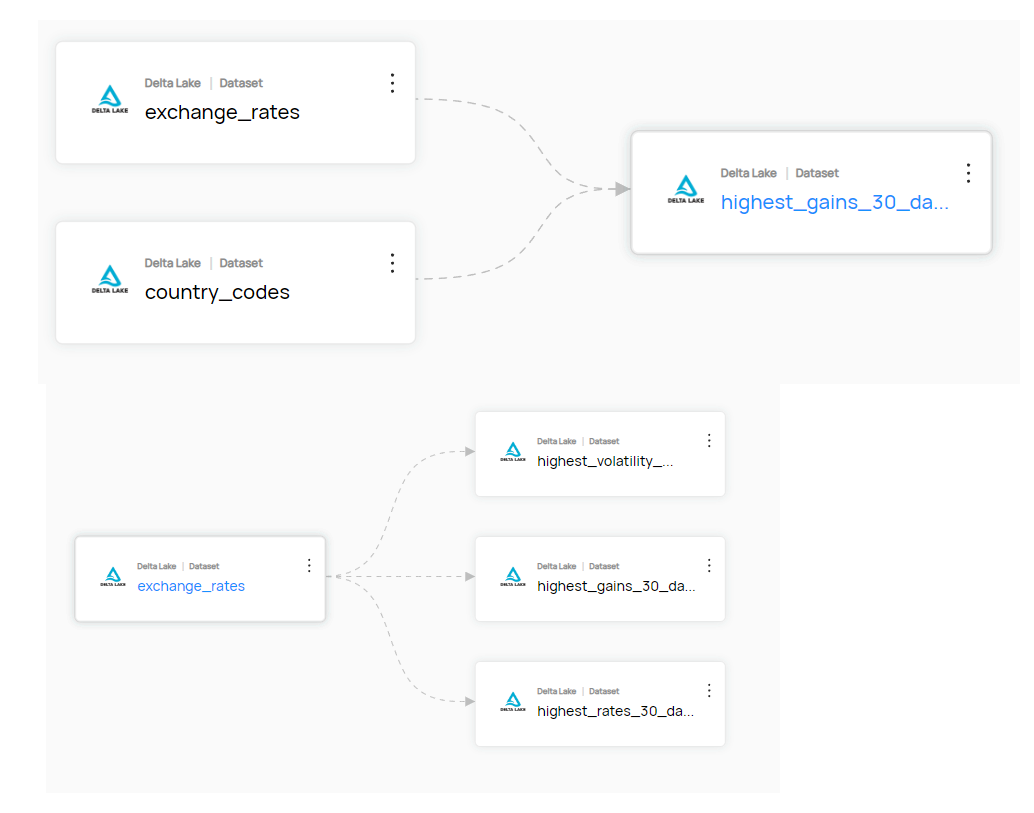 Delta Lake | Dataset
DELTA LAKE
exchange_rates
Delta Lake | Dataset
DELTA LAKE
highest_gains_30_da...
Delta Lake | Dataset
DELTA LAKE
country_codes
Delta Lake | Dataset
DELTA LAKE
highest_volatility_...
Delta Lake | Dataset
DELTA LAKE
exchange_rates
Delta Lake | Dataset
DELTA LAKE
highest_gains_30_da...
Delta Lake | Dataset
DELTA LAKE
highest_rates_30_da...